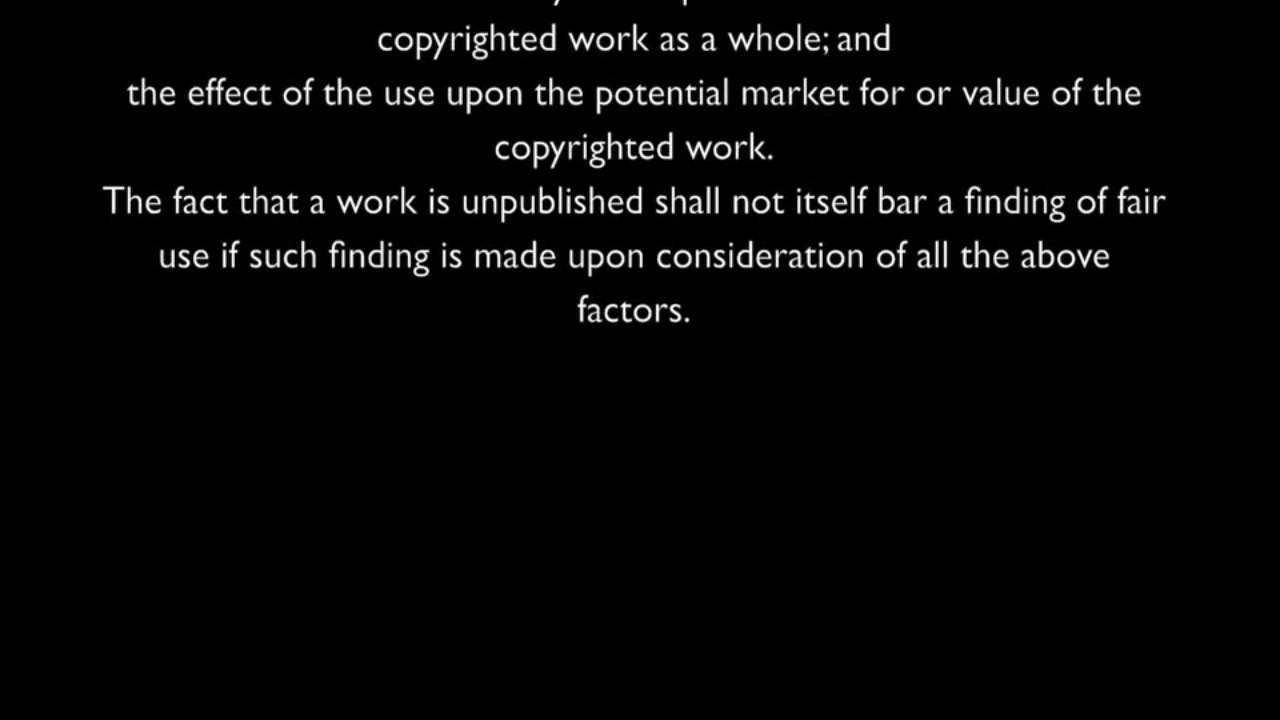 copyrighted work as a whole; and
the effect of the use upon the potential market for or value of the
copyrighted work.
The fact that a work is unpublished shall not itself bar a finding of fair
use if such finding is made upon consideration of all the above
factors.